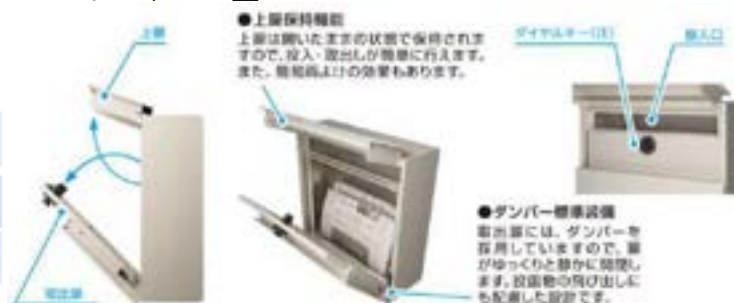 上扉
●上扉保持機能
上扉は開いたままの状態で保持されま
すので、投入・取出しが簡単に行えます。
また、簡易雨よけの効果もあります。
ダイヤルキー(注)
投入口
取出扉
●ダンパー標準装備
取出扉には、ダンパーを
採用していますので、扉
がゆっくりと静かに開閉し
ます。投函物の飛び出しに
も配慮した設計です。